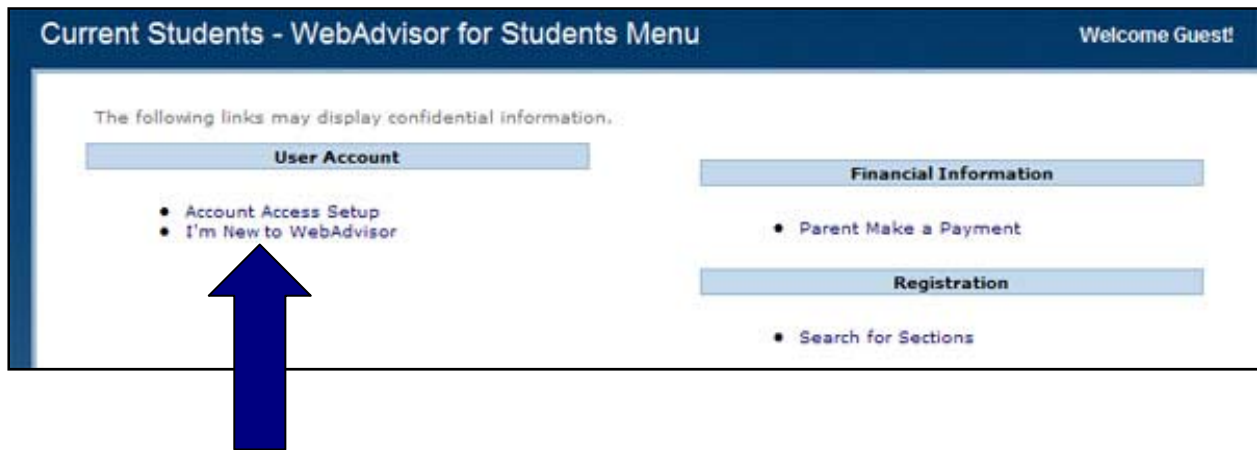 Current Students - WebAdvisor for Students Menu
Welcome Guest!
The following links may display confidential information.
User Account
• Account Access Setup
• I'm New to WebAdvisor
Financial Information
• Parent Make a Payment
Registration
• Search for Sections